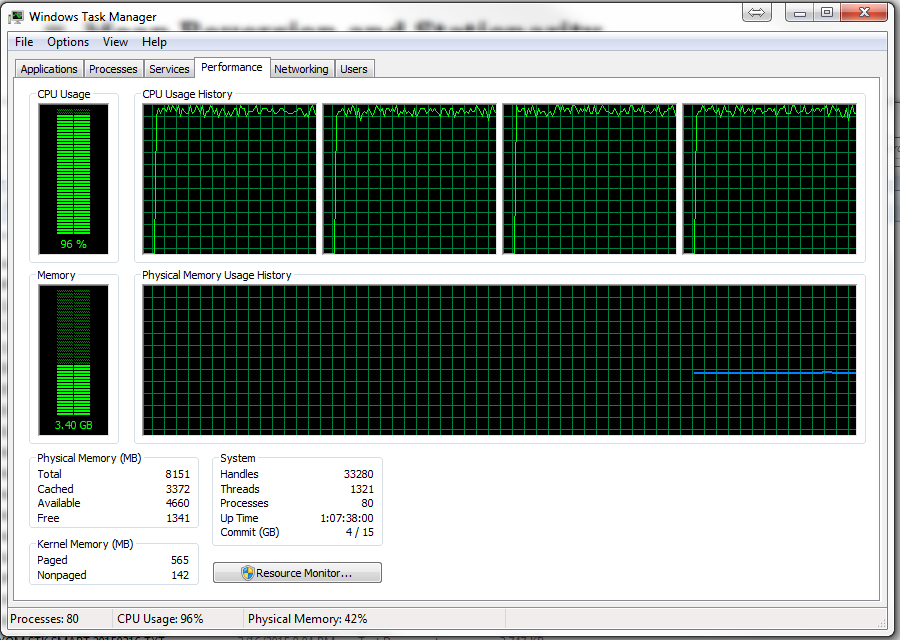 Windows Task Manager
File Options View Help
Applications Processes Services Performance Networking Users
CPU Usage CPU Usage History
96 %
Memory Physical Memory Usage History
3.40 GB
Physical Memory (MB)
Total 8151
Cached 3372
Available 4660
Free 1341
Kernel Memory (MB)
Paged 565
Nonpaged 142
System
Handles 33280
Threads 1321
Processes 80
Up Time 1:07:38:00
Commit (GB) 4 / 15
Resource Monitor...
Processes: 80 CPU Usage: 96% Physical Memory: 42%